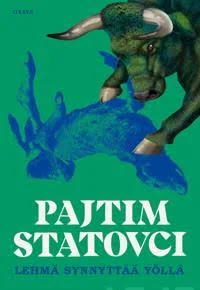 OTAVA
PAJTIM
STATOVCI
LEHMÄ SYNNYTTÄÄ YÖLLÄ